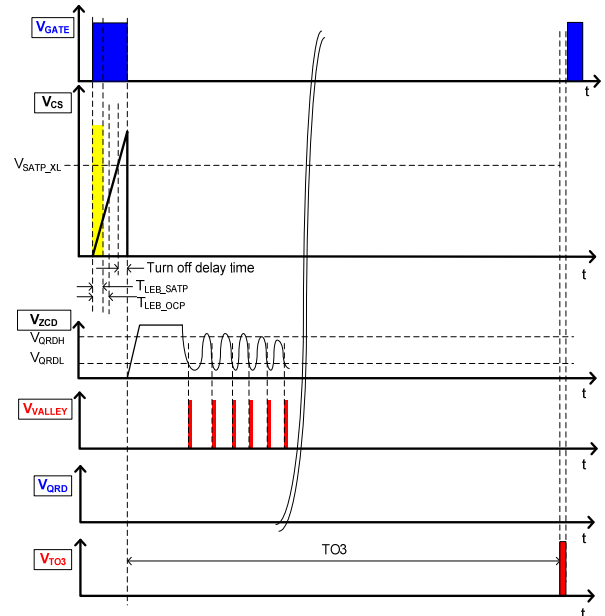 VGATE
t
VCS
VSATP_XL
t
Turn off delay time
TLEB_SATP
TLEB_OCP
VZCD
VQRDH
VQRDL
t
VVALLEY
t
VQRD
t
TO3
VTO3
t